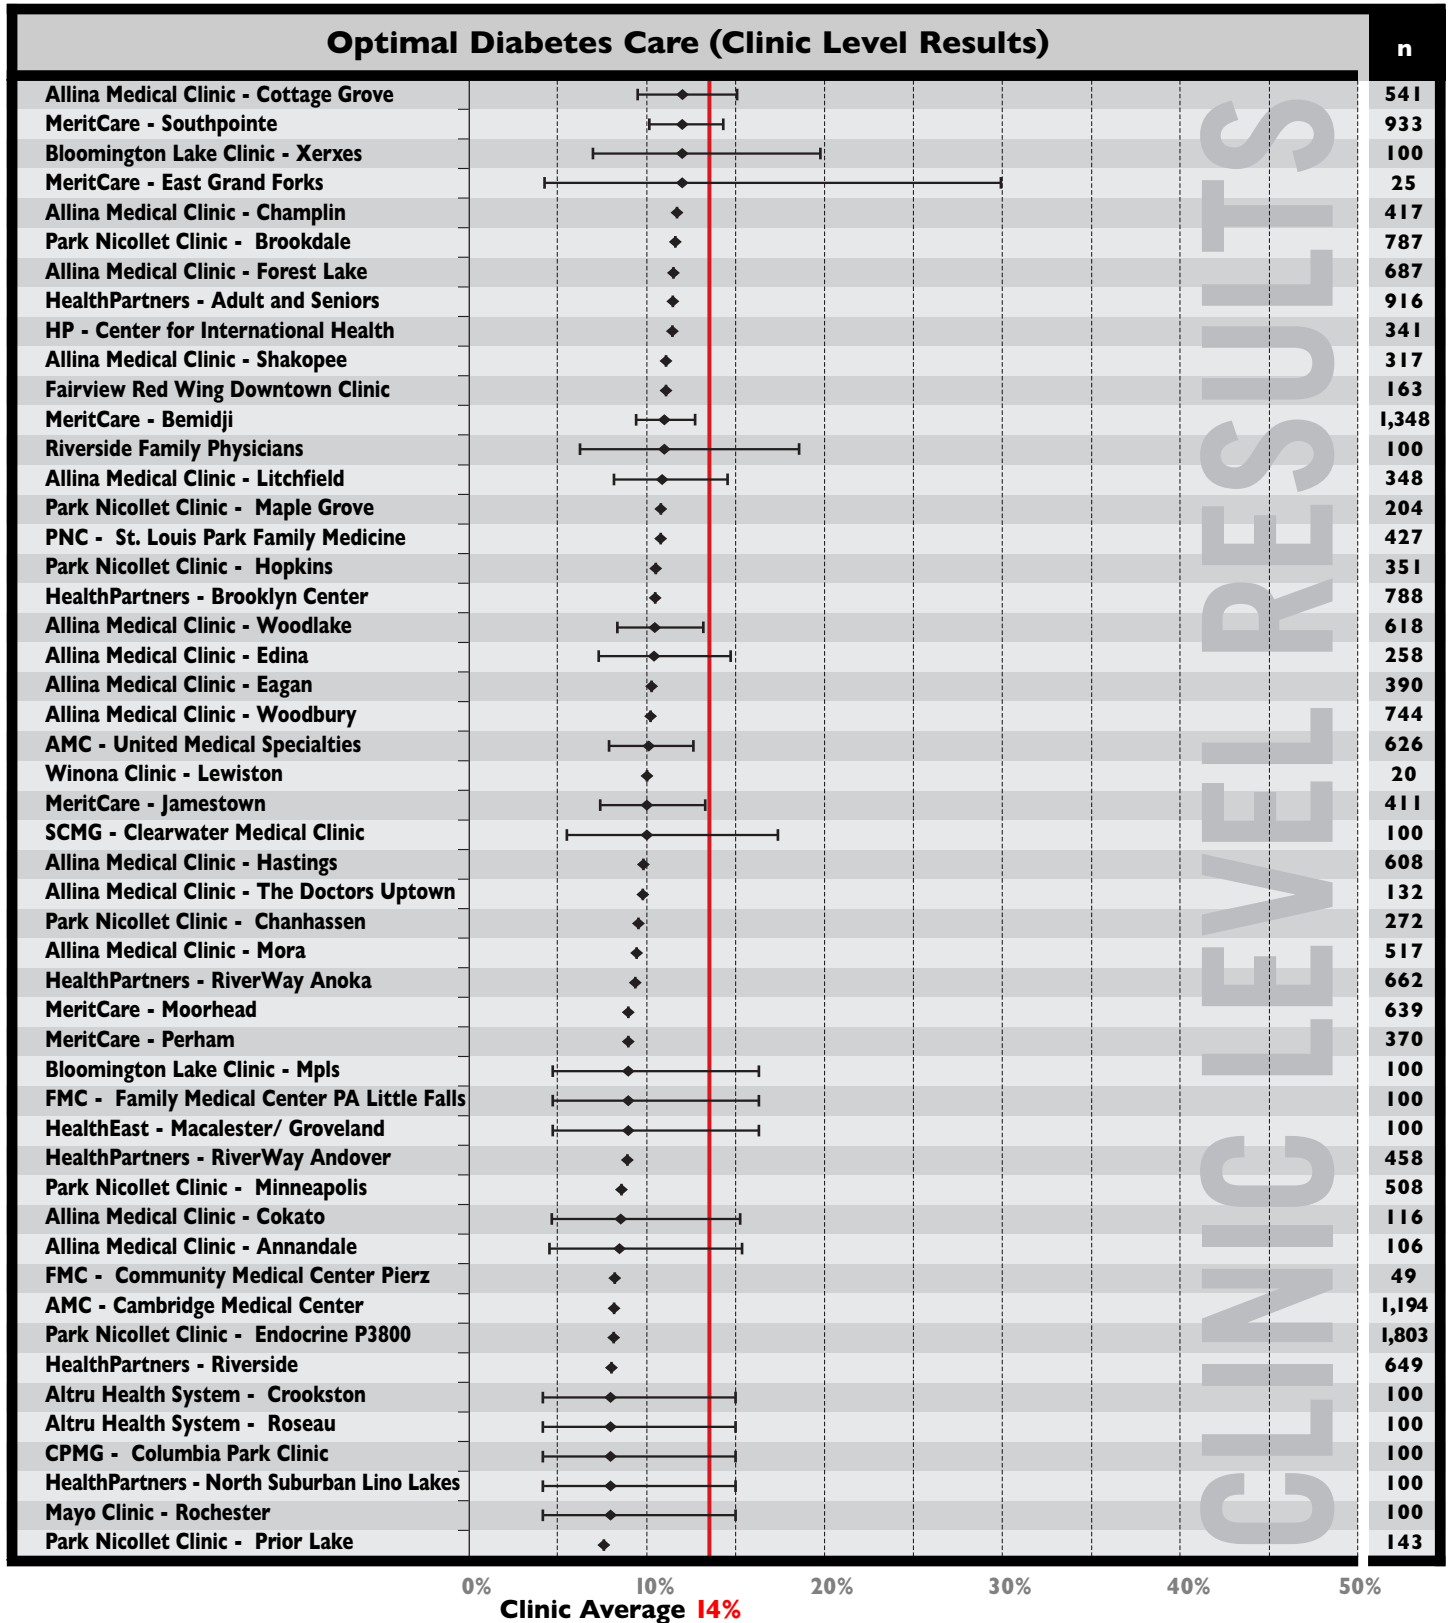 Optimal Diabetes Care (Clinic Level Results) n
Allina Medical Clinic - Cottage Grove 541
MeritCare - Southpointe 933
Bloomington Lake Clinic - Xerxes 100
MeritCare - East Grand Forks 25
Allina Medical Clinic - Champlin 417
Park Nicollet Clinic - Brookdale 787
Allina Medical Clinic - Forest Lake 687
HealthPartners - Adult and Seniors 916
HP - Center for International Health 341
Allina Medical Clinic - Shakopee 317
Fairview Red Wing Downtown Clinic 163
MeritCare - Bemidji 1,348
Riverside Family Physicians 100
Allina Medical Clinic - Litchfield 348
Park Nicollet Clinic - Maple Grove 204
PNC - St. Louis Park Family Medicine 427
Park Nicollet Clinic - Hopkins 351
HealthPartners - Brooklyn Center 788
Allina Medical Clinic - Woodlake 618
Allina Medical Clinic - Edina 258
Allina Medical Clinic - Eagan 390
Allina Medical Clinic - Woodbury 744
AMC - United Medical Specialties 626
Winona Clinic - Lewiston 20
MeritCare - Jamestown 411
SCMG - Clearwater Medical Clinic 100
Allina Medical Clinic - Hastings 608
Allina Medical Clinic - The Doctors Uptown 132
Park Nicollet Clinic - Chanhassen 272
Allina Medical Clinic - Mora 517
HealthPartners - RiverWay Anoka 662
MeritCare - Moorhead 639
MeritCare - Perham 370
Bloomington Lake Clinic - Mpls 100
FMC - Family Medical Center PA Little Falls 100
HealthEast - Macalester/ Groveland 100
HealthPartners - RiverWay Andover 458
Park Nicollet Clinic - Minneapolis 508
Allina Medical Clinic - Cokato 116
Allina Medical Clinic - Annandale 106
FMC - Community Medical Center Pierz 49
AMC - Cambridge Medical Center 1,194
Park Nicollet Clinic - Endocrine P3800 1,803
HealthPartners - Riverside 649
Altru Health System - Crookston 100
Altru Health System - Roseau 100
CPMG - Columbia Park Clinic 100
HealthPartners - North Suburban Lino Lakes 100
Mayo Clinic - Rochester 100
Park Nicollet Clinic - Prior Lake 143
CLINIC LEVEL RESULTS
0% 10% 20% 30% 40% 50%
Clinic Average 14%